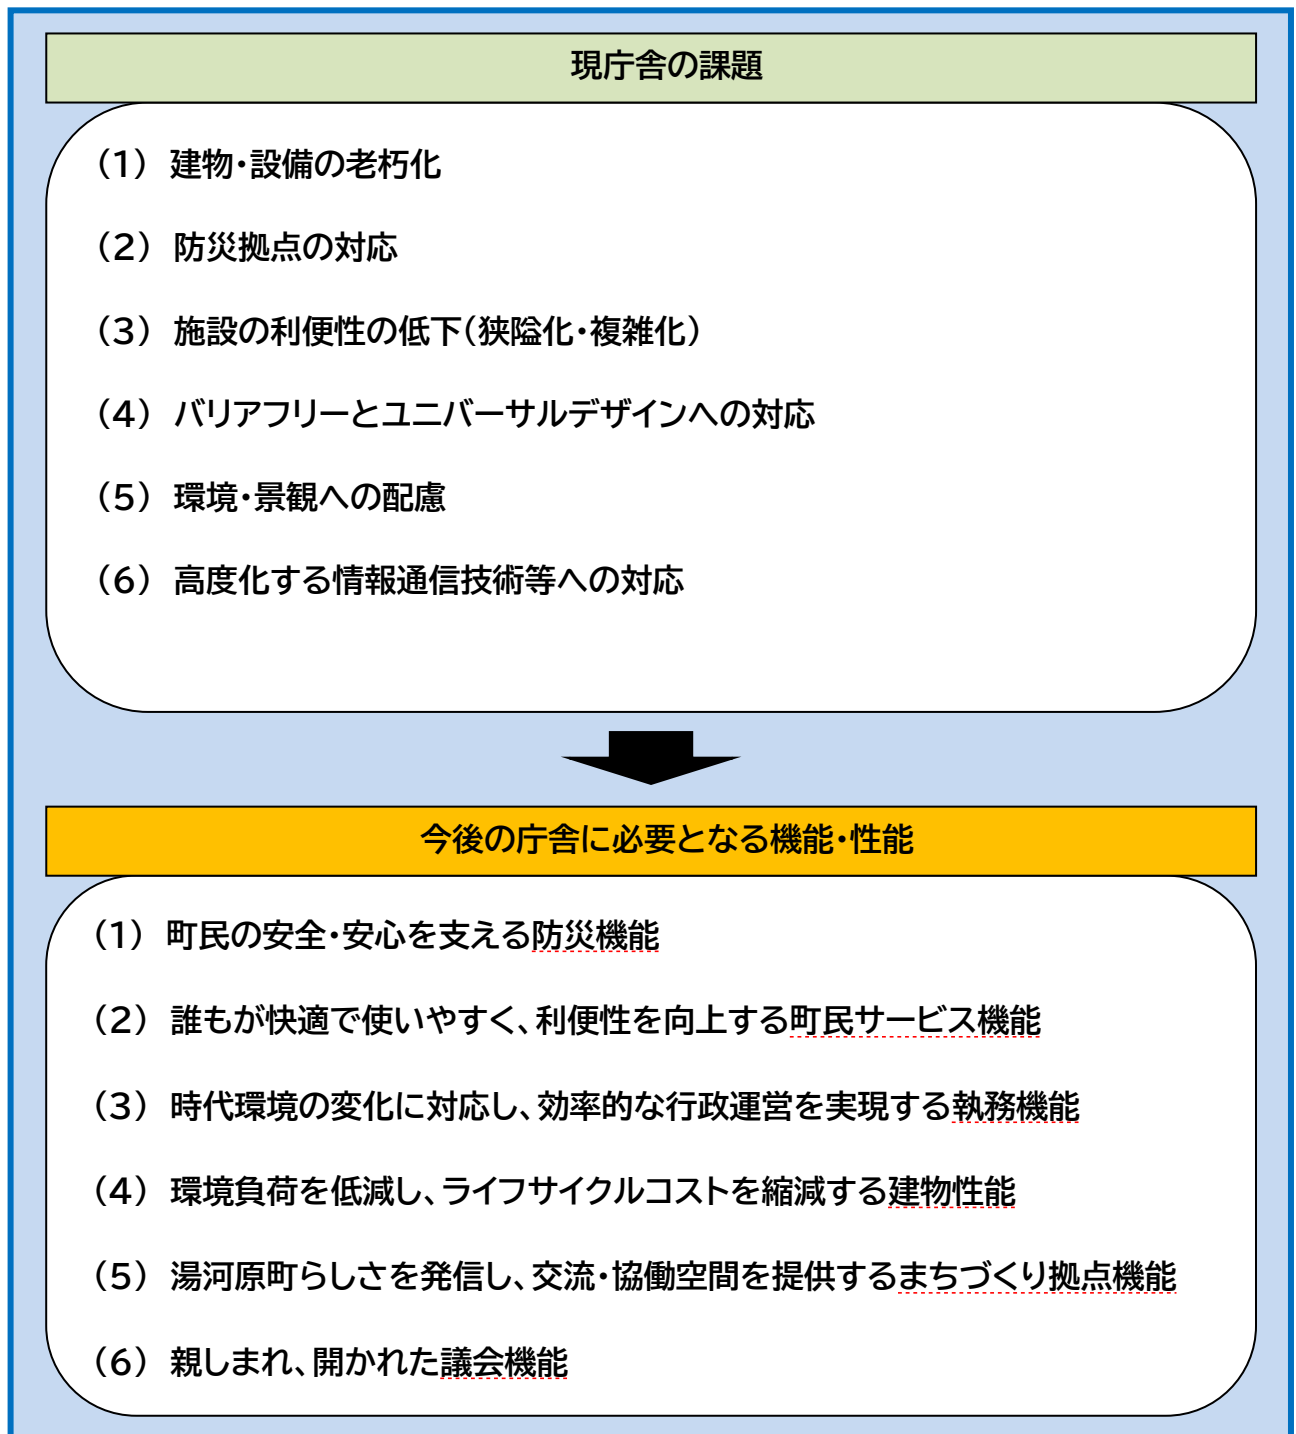 現庁舎の課題
（1） 建物・設備の老朽化
（2） 防災拠点の対応
（3） 施設の利便性の低下（狭隘化・複雑化）
（4） バリアフリーとユニバーサルデザインへの対応
（5） 環境・景観への配慮
（6） 高度化する情報通信技術等への対応
今後の庁舎に必要となる機能・性能
（1） 町民の安全・安心を支える防災機能
（2） 誰もが快適で使いやすく、利便性を向上する町民サービス機能
（3） 時代環境の変化に対応し、効率的な行政運営を実現する執務機能
（4） 環境負荷を低減し、ライフサイクルコストを縮減する建物性能
（5） 湯河原町らしさを発信し、交流・協働空間を提供するまちづくり拠点機能
（6） 親しまれ、開かれた議会機能